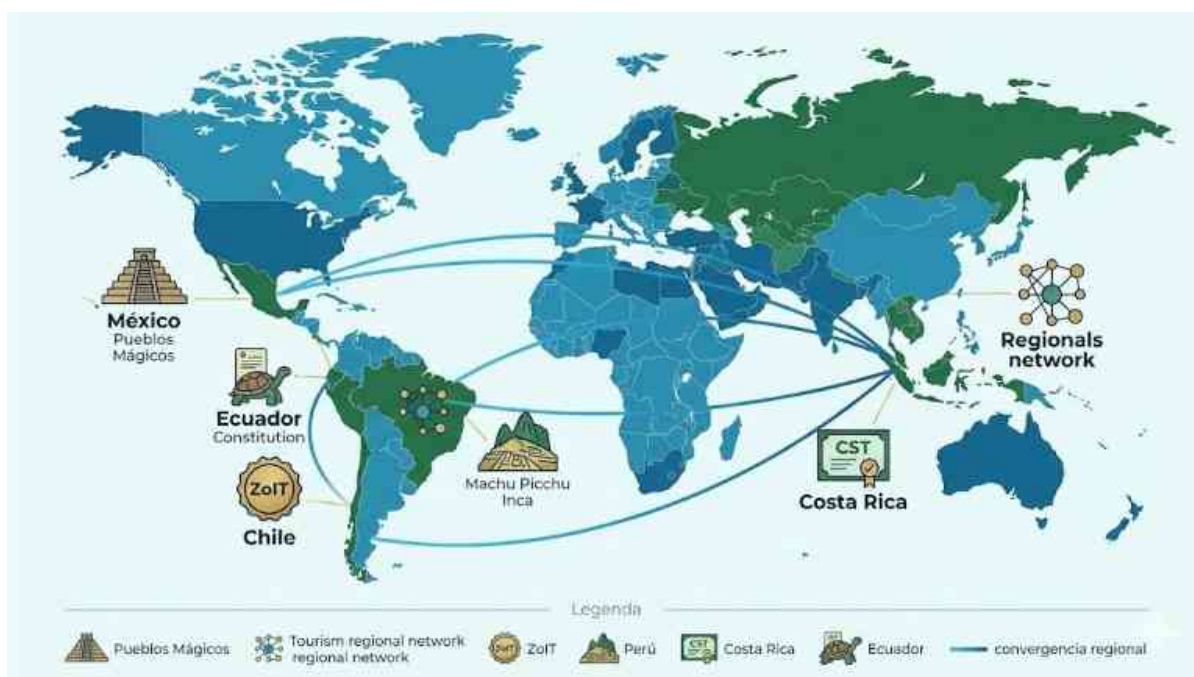 México
Pueblos
Mágicos
Ecuador
Constitution
ZoIT
Chile
Machu Picchu
Inca
CST
Costa Rica
Regionals
network
Legenda
Pueblos Mágicos
Tourism regional network
regional network
ZoIT
ZoIT
Perú
CST
Costa Rica
Ecuador
convergencia regional